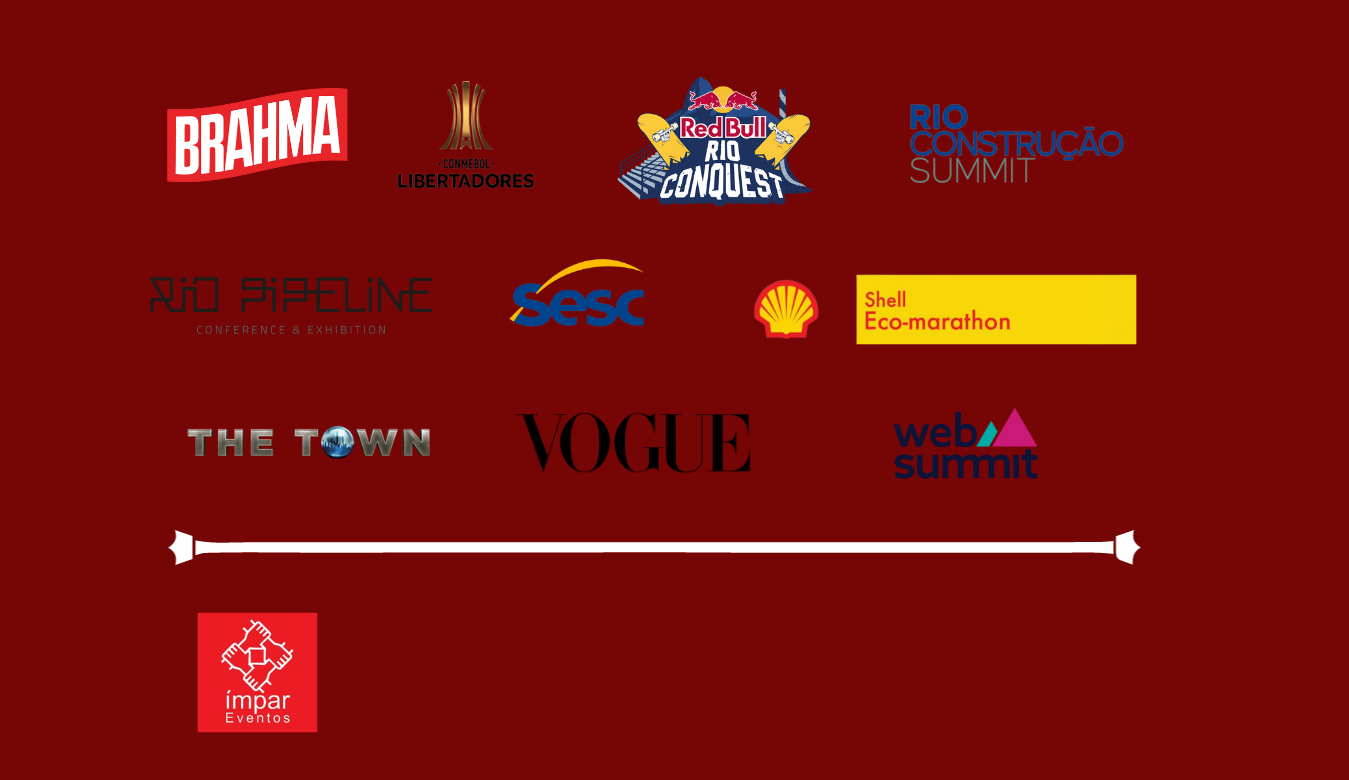 BRAHMA
·CONMEBOL·
LIBERTADORES
Red Bull
RIO
CONQUEST
RIO
CONSTRUÇÃO
SUMMIT
RIO PIPELINE
CONFERENCE & EXHIBITION
Sesc
Shell
Eco-marathon
THE TOWN
VOGUE
web
summit
ímpar
Eventos